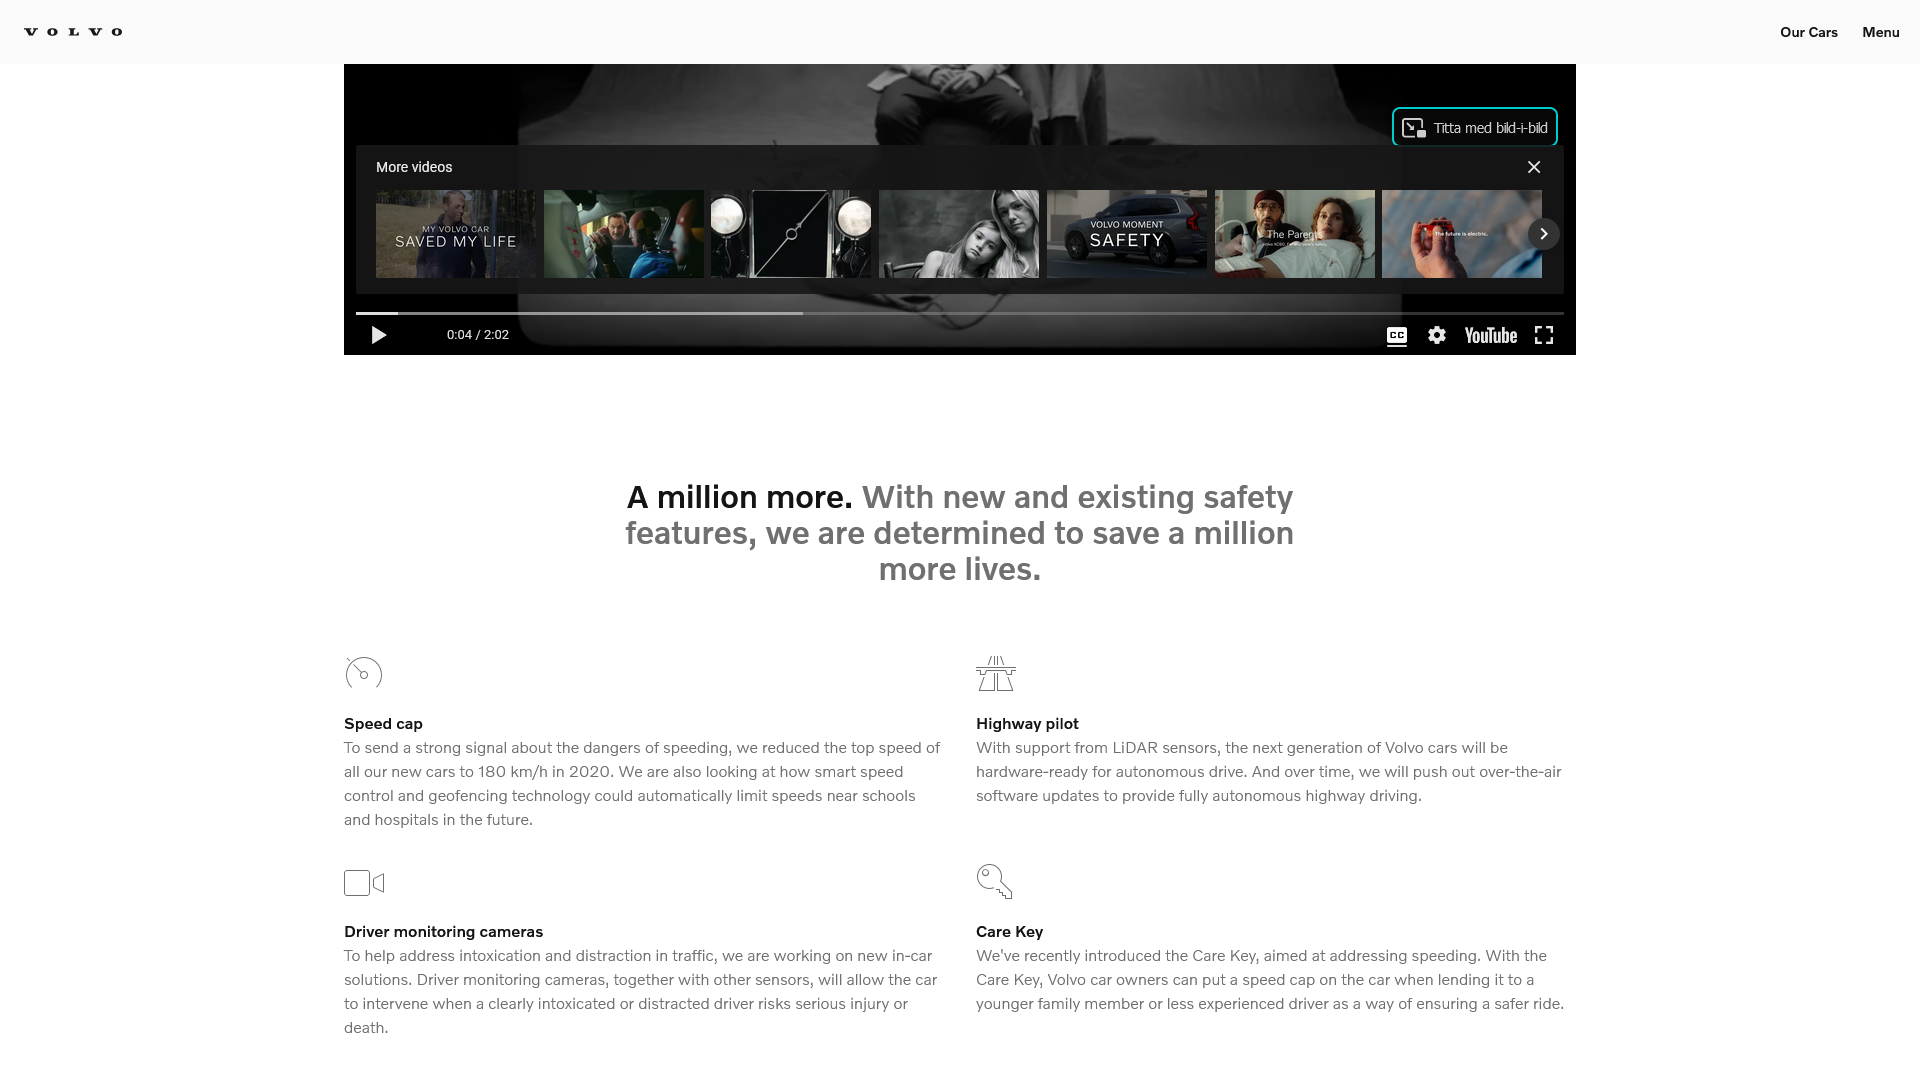 VOLVO
Our Cars
Menu
Titta med bild-i-bild
More videos
MY VOLVO CAR
SAVED MY LIFE
VOLVO MOMENT
SAFETY
The Parents
The future is electric.
0:04 / 2:02
CC
YouTube
A million more. With new and existing safety
features, we are determined to save a million
more lives.
Speed cap
To send a strong signal about the dangers of speeding, we reduced the top speed of
all our new cars to 180 km/h in 2020. We are also looking at how smart speed
control and geofencing technology could automatically limit speeds near schools
and hospitals in the future.
Highway pilot
With support from LiDAR sensors, the next generation of Volvo cars will be
hardware-ready for autonomous drive. And over time, we will push out over-the-air
software updates to provide fully autonomous highway driving.
Driver monitoring cameras
To help address intoxication and distraction in traffic, we are working on new in-car
solutions. Driver monitoring cameras, together with other sensors, will allow the car
to intervene when a clearly intoxicated or distracted driver risks serious injury or
death.
Care Key
We've recently introduced the Care Key, aimed at addressing speeding. With the
Care Key, Volvo car owners can put a speed cap on the car when lending it to a
younger family member or less experienced driver as a way of ensuring a safer ride.